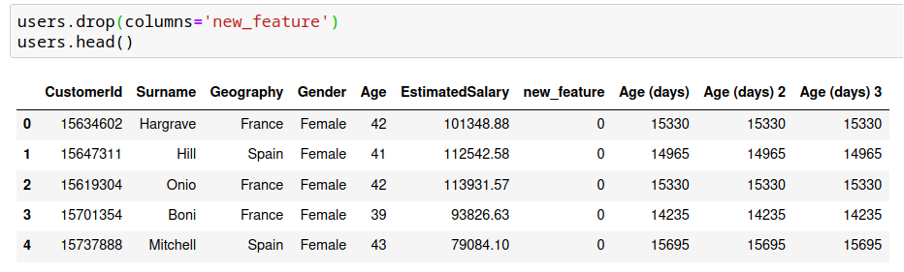 users.drop(columns='new_feature')
users.head()
CustomerId Surname Geography Gender Age EstimatedSalary new_feature Age (days) Age (days) 2 Age (days) 3
0 15634602 Hargrave France Female 42 101348.88 0 15330 15330 15330
1 15647311 Hill Spain Female 41 112542.58 0 14965 14965 14965
2 15619304 Onio France Female 42 113931.57 0 15330 15330 15330
3 15701354 Boni France Female 39 93826.63 0 14235 14235 14235
4 15737888 Mitchell Spain Female 43 79084.10 0 15695 15695 15695